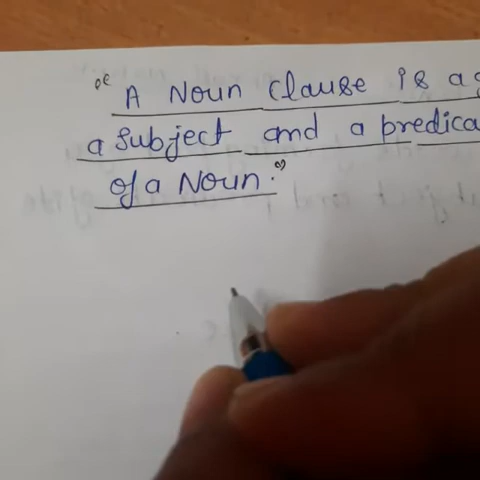 “ A Noun Clause is a
a subject and a predica
of a Noun.”